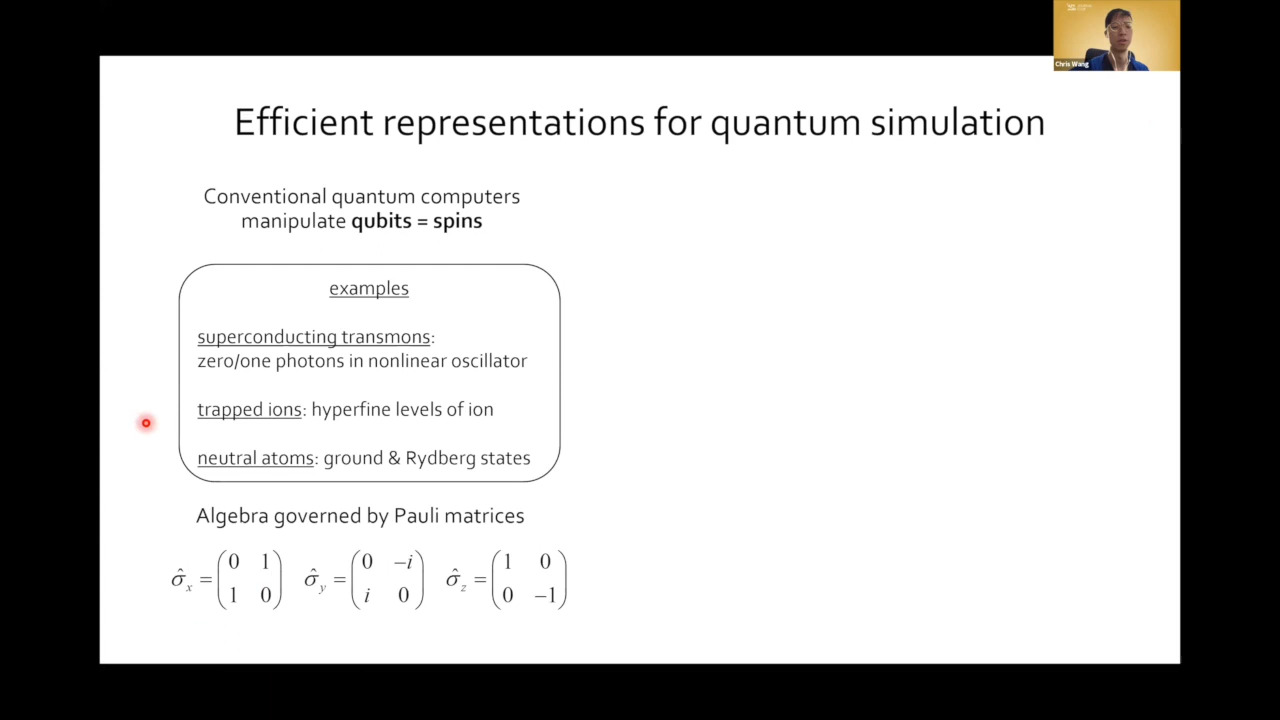 Chris Wang
Efficient representations for quantum simulation
Conventional quantum computers
manipulate qubits = spins
examples
superconducting transmons:
zero/one photons in nonlinear oscillator
trapped ions: hyperfine levels of ion
neutral atoms: ground & Rydberg states
Algebra governed by Pauli matrices
σ̂x = (0 1; 1 0) σ̂y = (0 −i; i 0) σ̂z = (1 0; 0 −1)